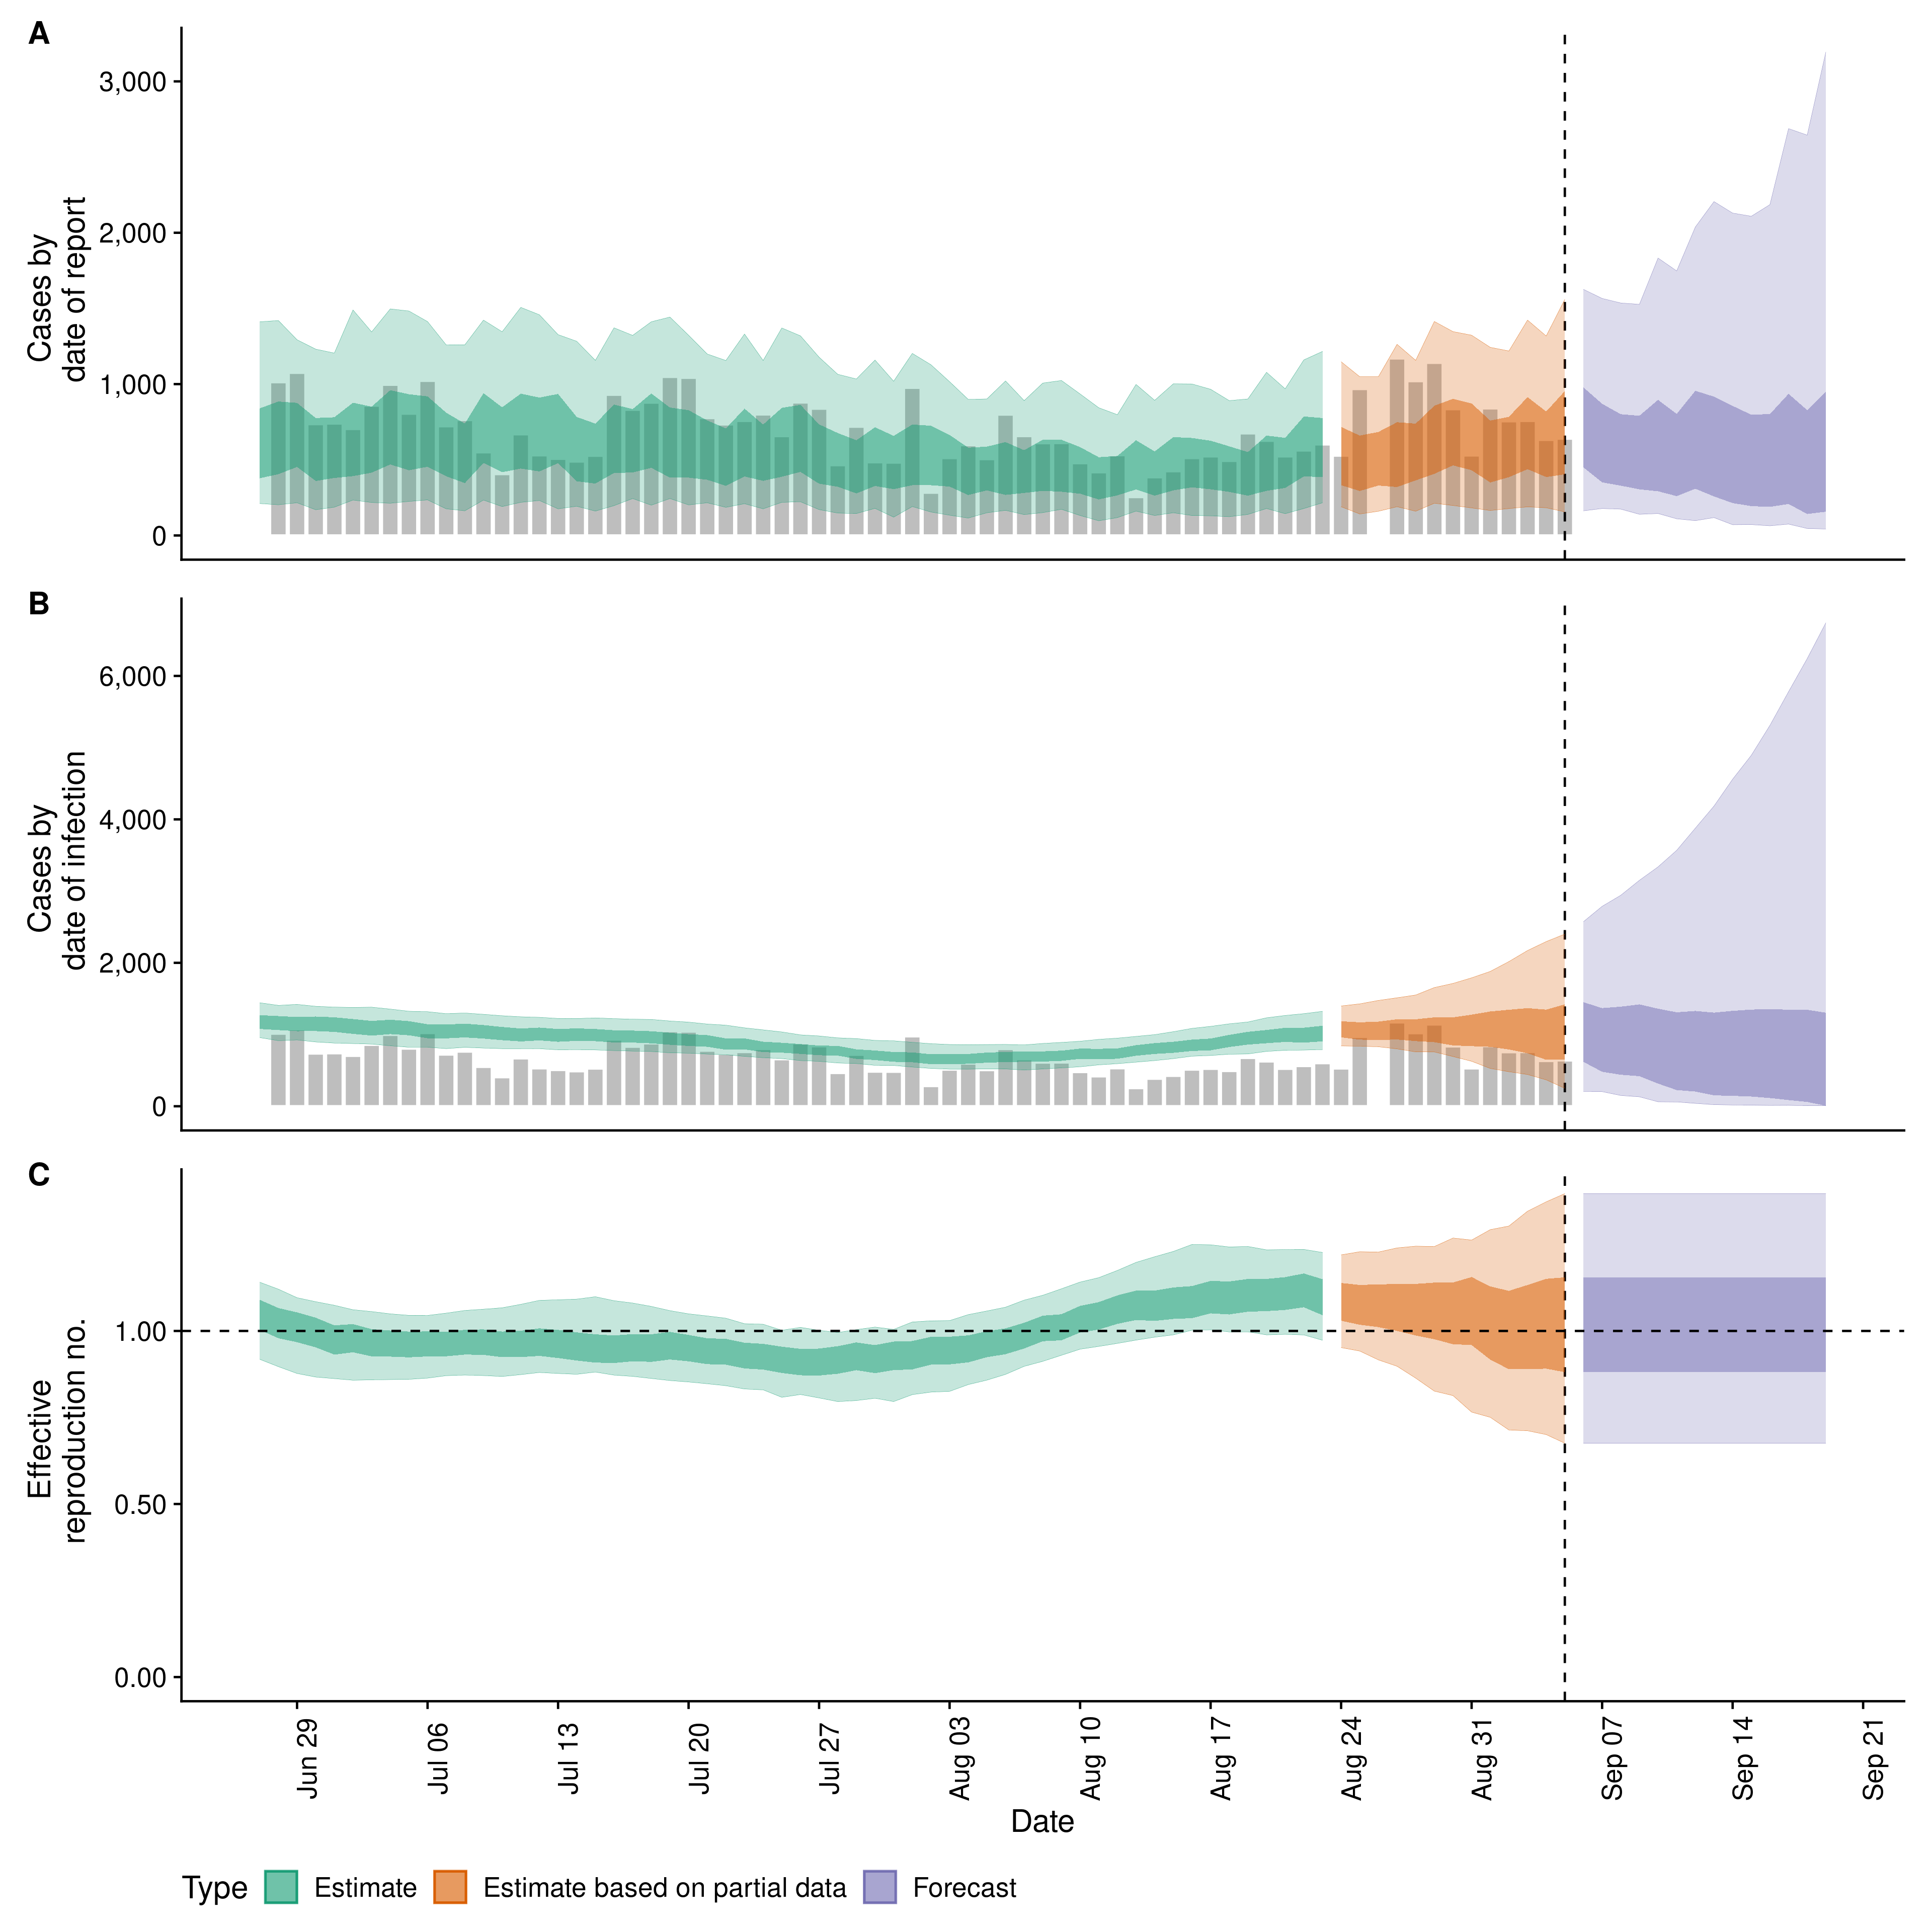 A
Cases by
date of report
3,000
2,000
1,000
0
B
Cases by
date of infection
6,000
4,000
2,000
0
C
Effective
reproduction no.
1.00
0.50
0.00
Jun 29
Jul 06
Jul 13
Jul 20
Jul 27
Aug 03
Aug 10
Aug 17
Aug 24
Aug 31
Sep 07
Sep 14
Sep 21
Date
Type Estimate Estimate based on partial data Forecast